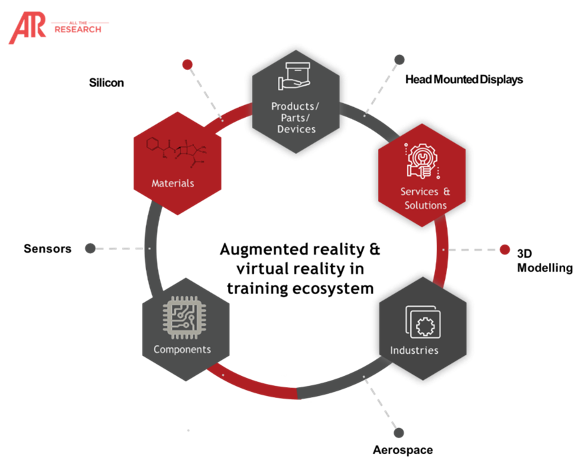 ATR
ALL THE
RESEARCH
Silicon
Head Mounted Displays
Products/
Parts/
Devices
Materials
Services &
Solutions
Sensors
Augmented reality &
virtual reality in
training ecosystem
3D
Modelling
Components
Industries
Aerospace